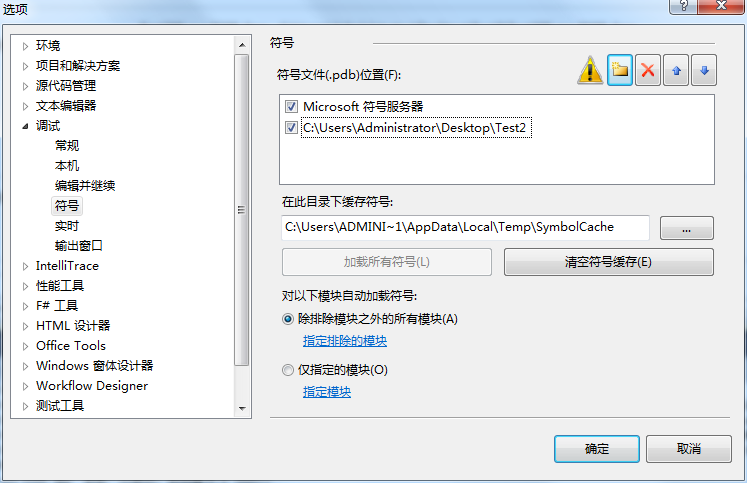 选项
环境
项目和解决方案
源代码管理
文本编辑器
调试
常规
本机
编辑并继续
符号
实时
输出窗口
IntelliTrace
性能工具
F# 工具
HTML 设计器
Office Tools
Windows 窗体设计器
Workflow Designer
测试工具
符号
符号文件(.pdb)位置(F):
Microsoft 符号服务器
C:\Users\Administrator\Desktop\Test2
在此目录下缓存符号:
C:\Users\ADMINI~1\AppData\Local\Temp\SymbolCache
...
加载所有符号(L)
清空符号缓存(E)
对以下模块自动加载符号:
除排除模块之外的所有模块(A)
指定排除的模块
仅指定的模块(O)
指定模块
确定
取消